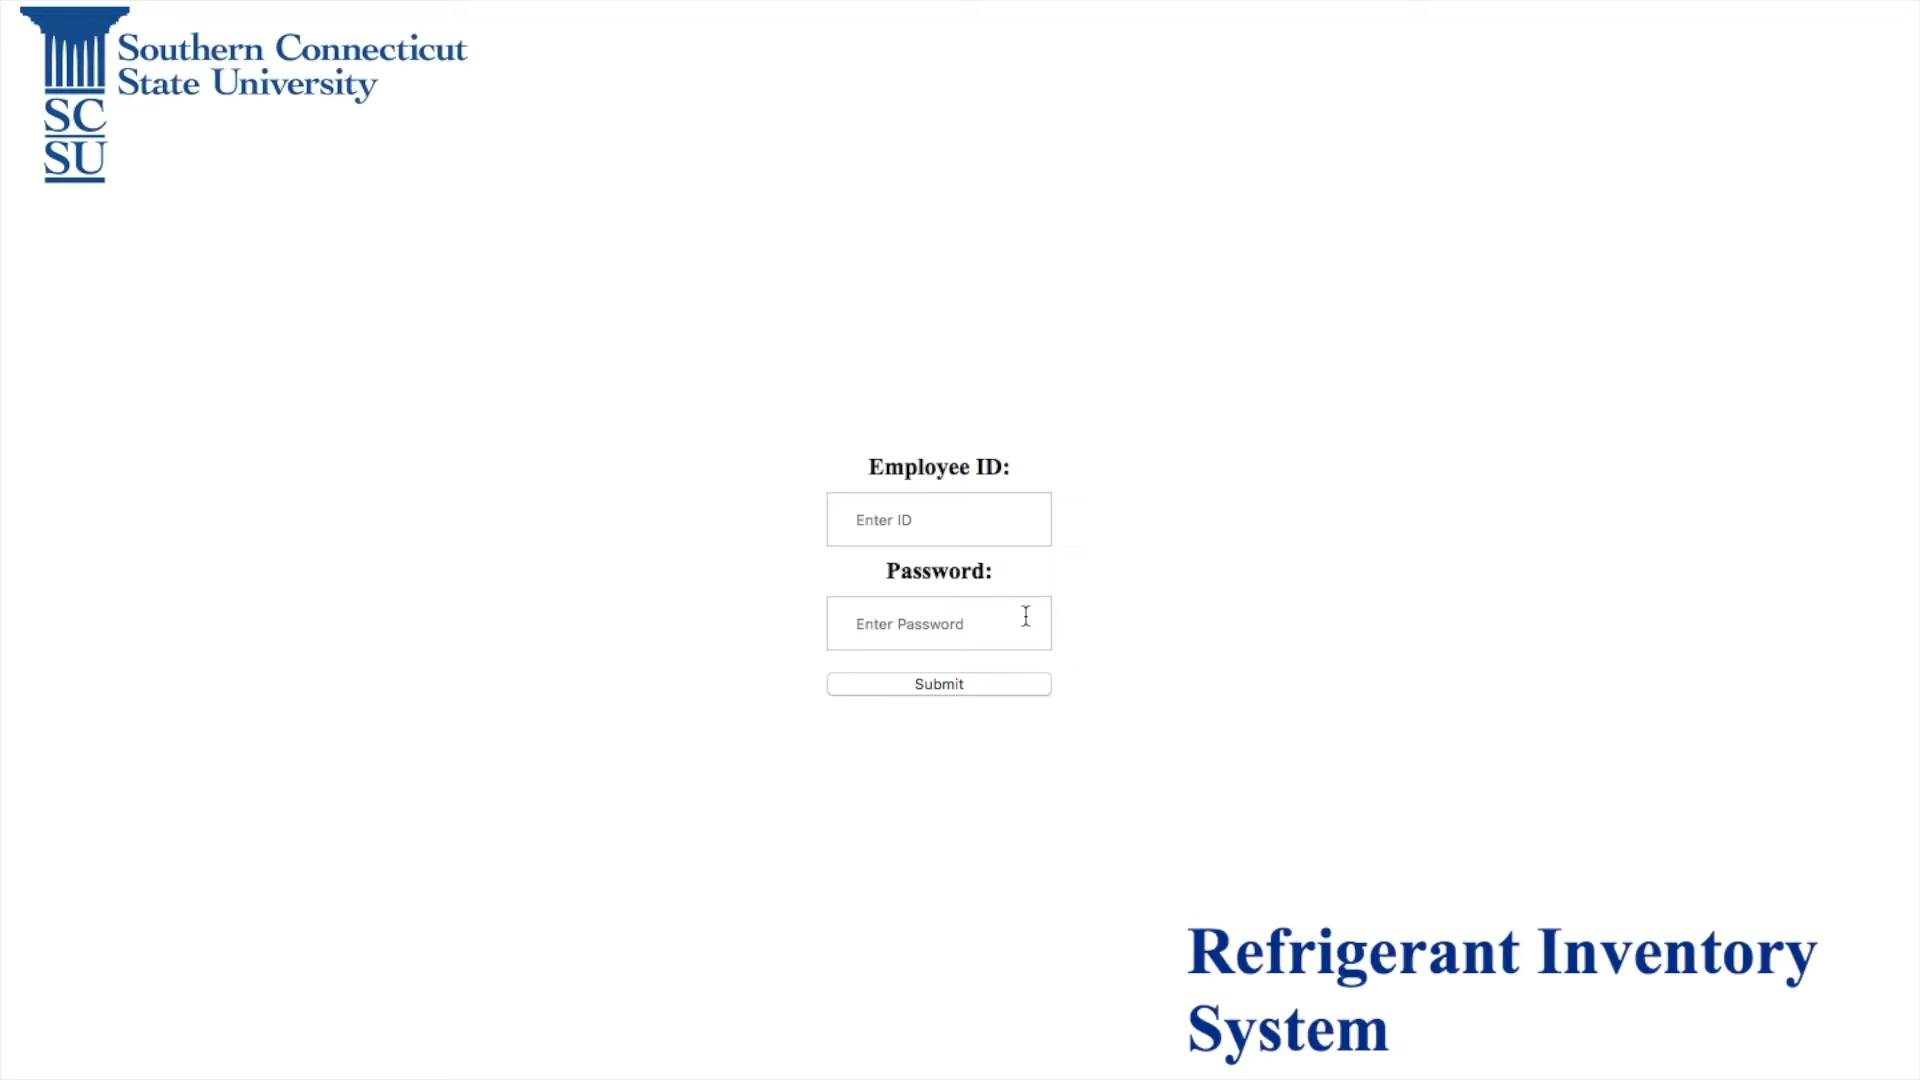 Southern Connecticut
State University
SC
SU
Employee ID:
Enter ID
Password:
Enter Password
Submit
Refrigerant Inventory
System